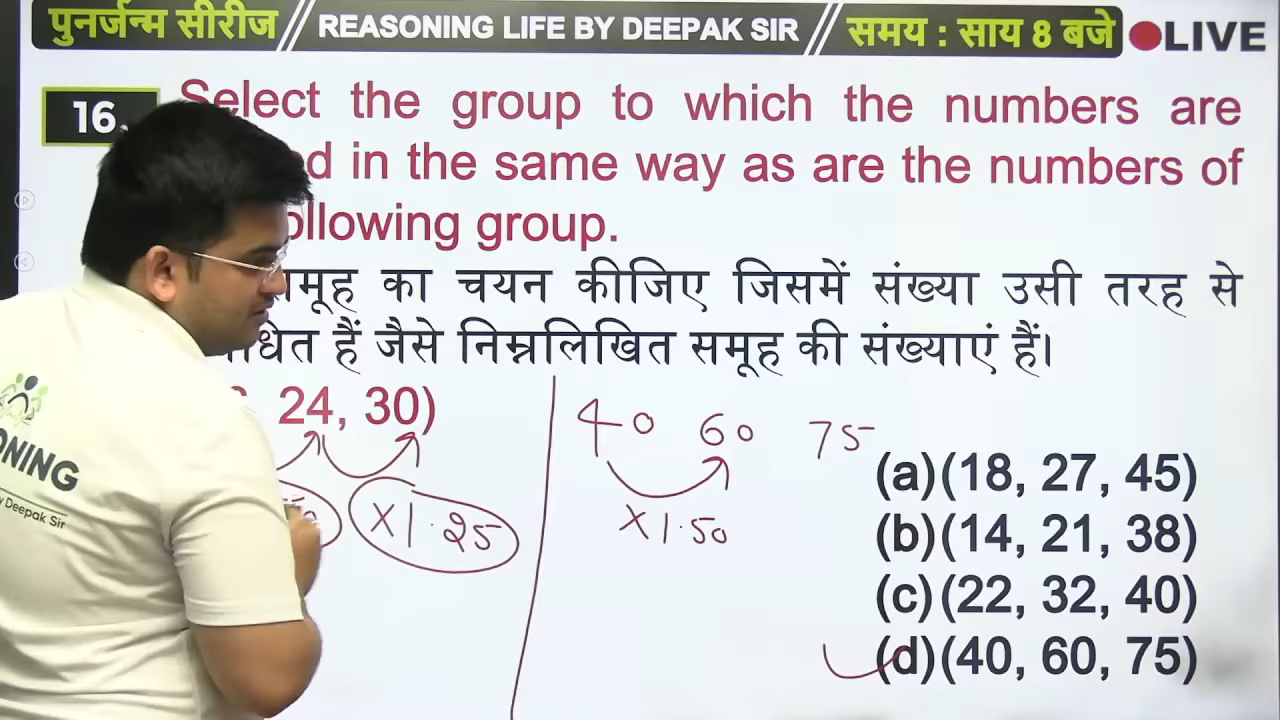 पुनर्जन्म सीरीज // REASONING LIFE BY DEEPAK SIR // समय : साय 8 बजे LIVE
16. Select the group to which the numbers are
in the same way as are the numbers of
group.
का चयन कीजिए जिसमें संख्या उसी तरह से
हैं जैसे निम्नलिखित समूह की संख्याएं हैं।
24, 30)
×1.25
40 60 75
×1.50
(a)(18, 27, 45)
(b)(14, 21, 38)
(c)(22, 32, 40)
(d)(40, 60, 75)
by Deepak Sir